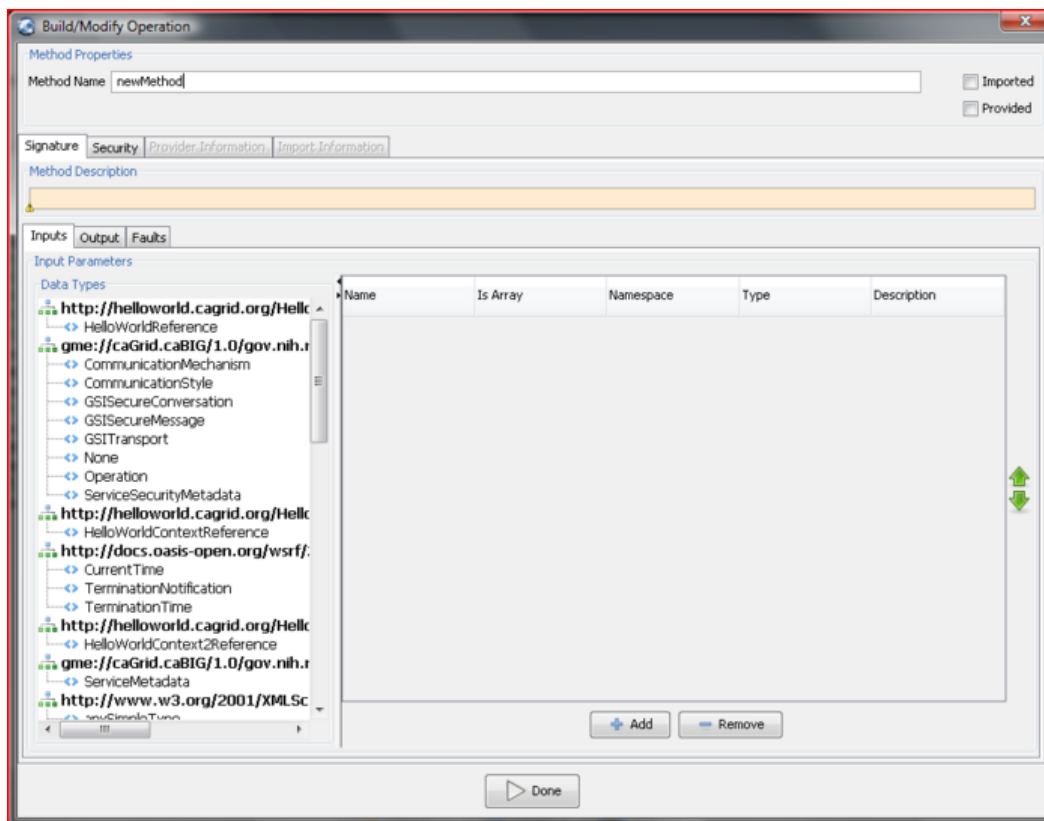 Build/Modify Operation
Method Properties
Method Name newMethod
Imported
Provided
Signature Security Provider Information Import Information
Method Description
Inputs Output Faults
Input Parameters
Data Types
Name Is Array Namespace Type Description
http://helloworld.cagrid.org/Hellc
HelloWorldReference
gme://caGrid.caBIG/1.0/gov.nih.r
CommunicationMechanism
CommunicationStyle
GSISecureConversation
GSISecureMessage
GSITransport
None
Operation
ServiceSecurityMetadata
http://helloworld.cagrid.org/Hellc
HelloWorldContextReference
http://docs.oasis-open.org/wsrf/
CurrentTime
TerminationNotification
TerminationTime
http://helloworld.cagrid.org/Hellc
HelloWorldContext2Reference
gme://caGrid.caBIG/1.0/gov.nih.r
ServiceMetadata
http://www.w3.org/2001/XMLSc
anySimpleType
Add Remove
Done